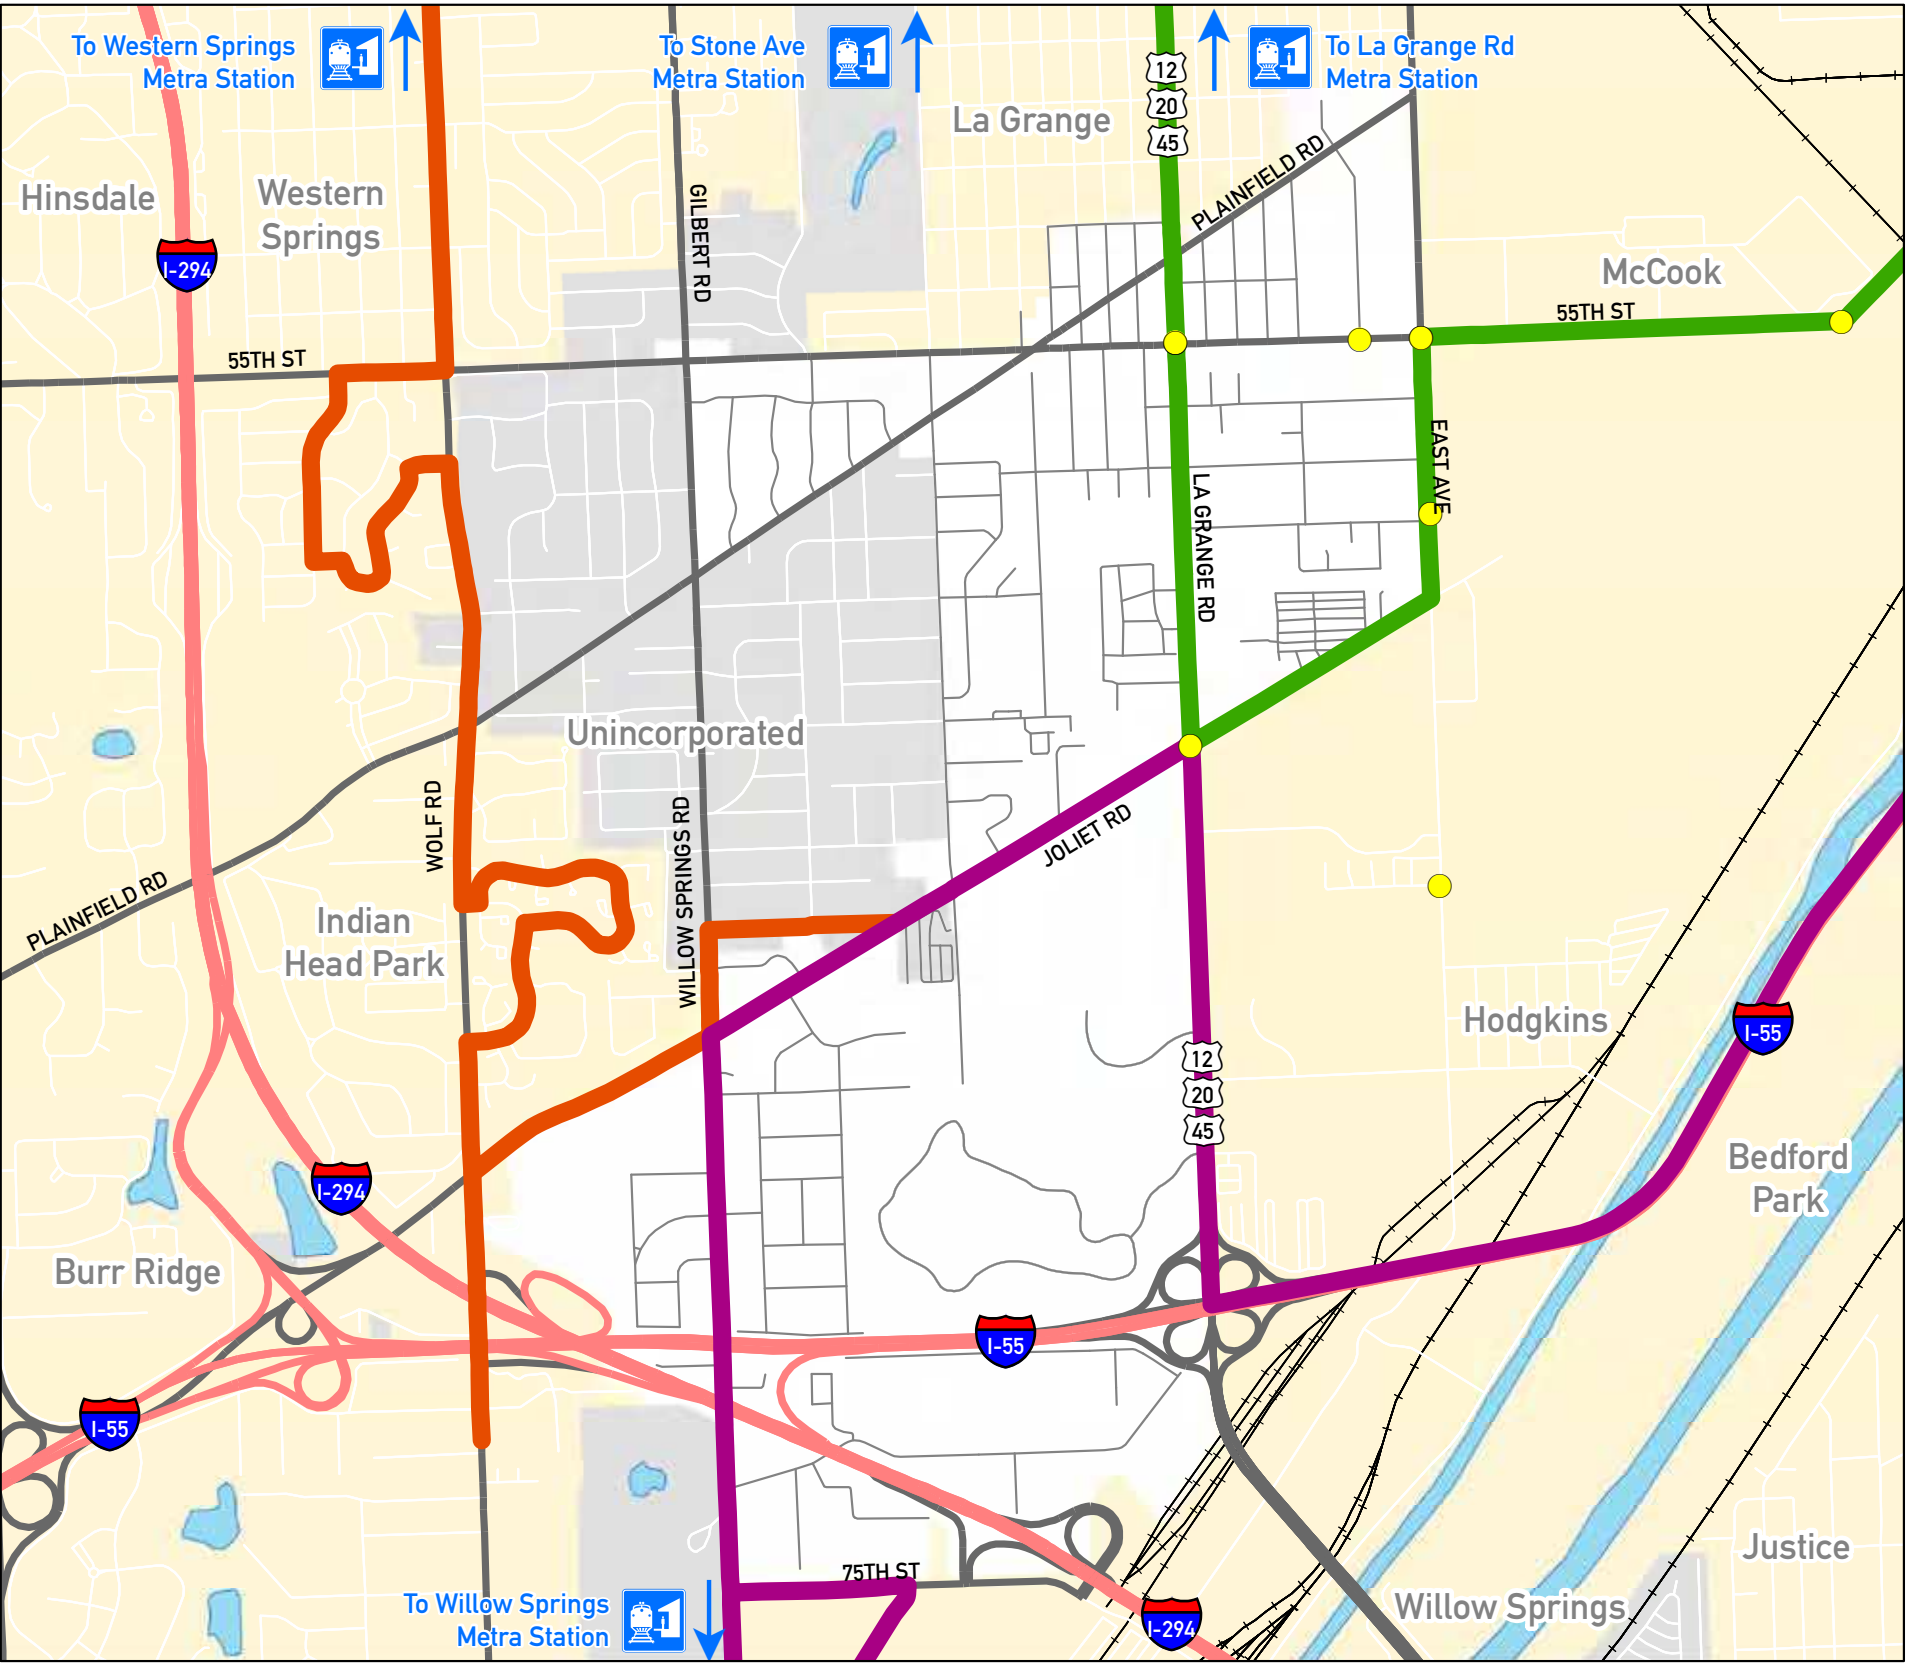 To Western Springs
Metra Station
To Stone Ave
Metra Station
To La Grange Rd
Metra Station
12
20
45
La Grange
PLAINFIELD RD
Hinsdale
Western
Springs
GILBERT RD
I-294
McCook
55TH ST
55TH ST
EAST AVE
LA GRANGE RD
Unincorporated
WOLF RD
WILLOW SPRINGS RD
JOLIET RD
PLAINFIELD RD
Indian
Head Park
Hodgkins
I-55
12
20
45
Bedford
Park
I-294
Burr Ridge
I-55
I-55
75TH ST
Justice
To Willow Springs
Metra Station
Willow Springs
I-294